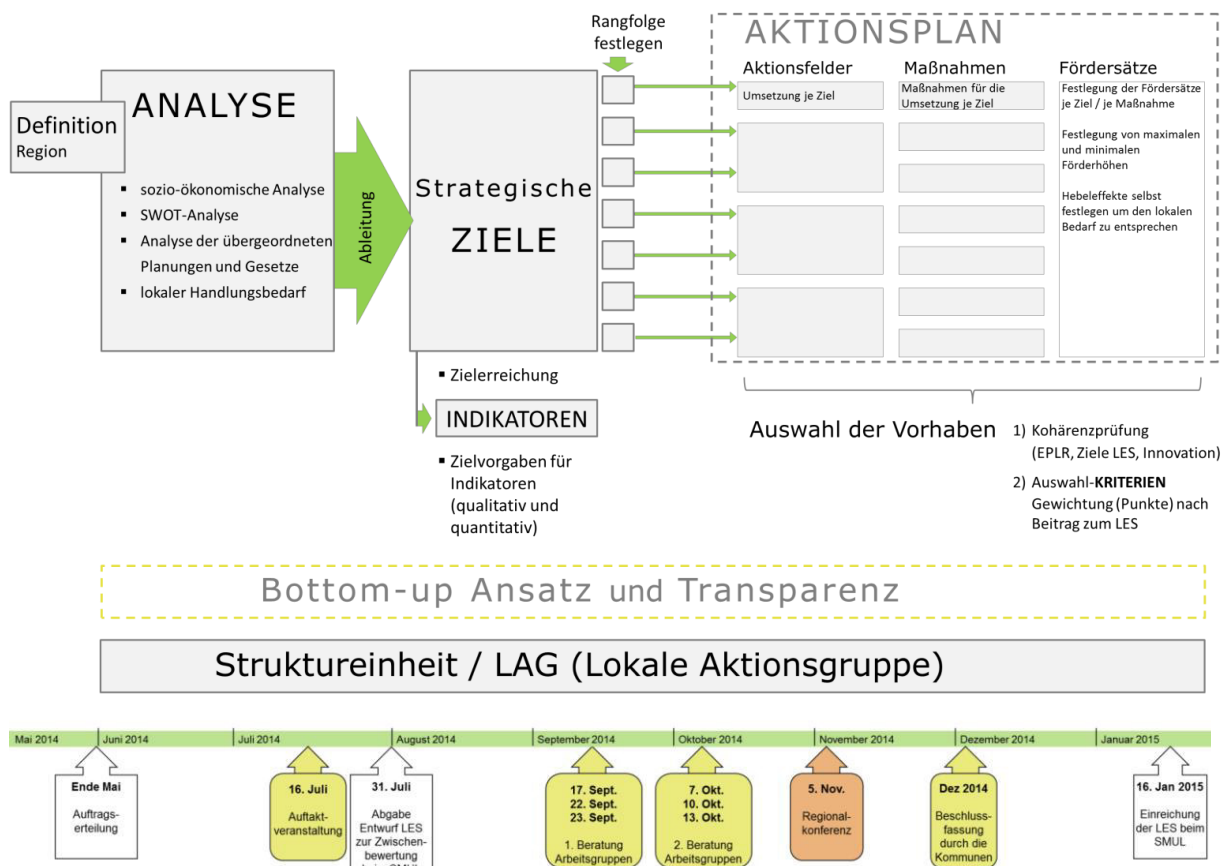 Rangfolge
festlegen
AKTIONSPLAN
Aktionsfelder
Umsetzung je Ziel
Maßnahmen
Maßnahmen für die
Umsetzung je Ziel
Fördersätze
Festlegung der Fördersätze
je Ziel / je Maßnahme
Festlegung von maximalen
und minimalen
Förderhöhen
Hebeleffekte selbst
festlegen um den lokalen
Bedarf zu entsprechen
Definition
Region
ANALYSE
▪ sozio-ökonomische Analyse
▪ SWOT-Analyse
▪ Analyse der übergeordneten
Planungen und Gesetze
▪ lokaler Handlungsbedarf
Ableitung
Strategische
ZIELE
▪ Zielerreichung
INDIKATOREN
▪ Zielvorgaben für
Indikatoren
(qualitativ und
quantitativ)
Auswahl der Vorhaben
1) Kohärenzprüfung
(EPLR, Ziele LES, Innovation)
2) Auswahl-KRITERIEN
Gewichtung (Punkte) nach
Beitrag zum LES
Bottom-up Ansatz und Transparenz
Struktureinheit / LAG (Lokale Aktionsgruppe)
Mai 2014
Juni 2014
Juli 2014
August 2014
September 2014
Oktober 2014
November 2014
Dezember 2014
Januar 2015
Ende Mai
Auftrags-
erteilung
16. Juli
Auftakt-
veranstaltung
31. Juli
Abgabe
Entwurf LES
zur Zwischen-
bewertung
17. Sept.
22. Sept.
23. Sept.
1. Beratung
Arbeitsgruppen
7. Okt.
10. Okt.
13. Okt.
2. Beratung
Arbeitsgruppen
5. Nov.
Regional-
konferenz
Dez 2014
Beschluss-
fassung
durch die
Kommunen
16. Jan 2015
Einreichung
der LES beim
SMUL